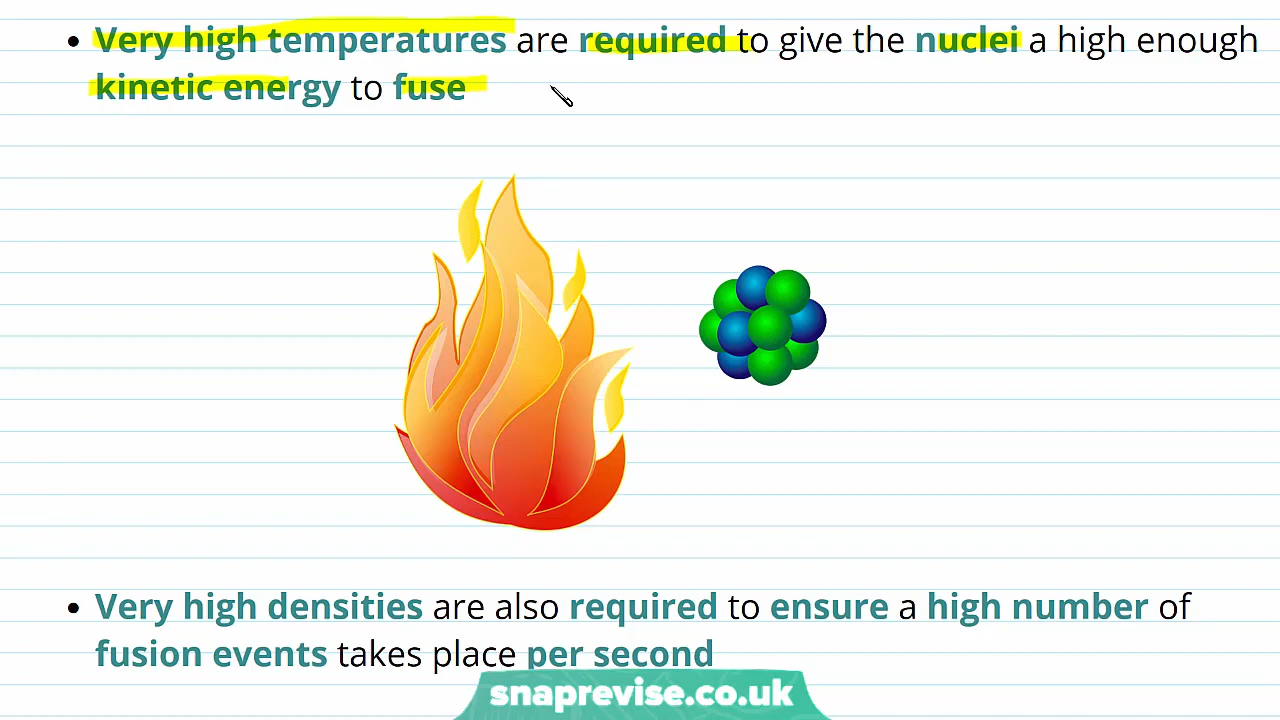 • Very high temperatures are required to give the nuclei a high enough
kinetic energy to fuse
• Very high densities are also required to ensure a high number of
fusion events takes place per second
snaprevise.co.uk